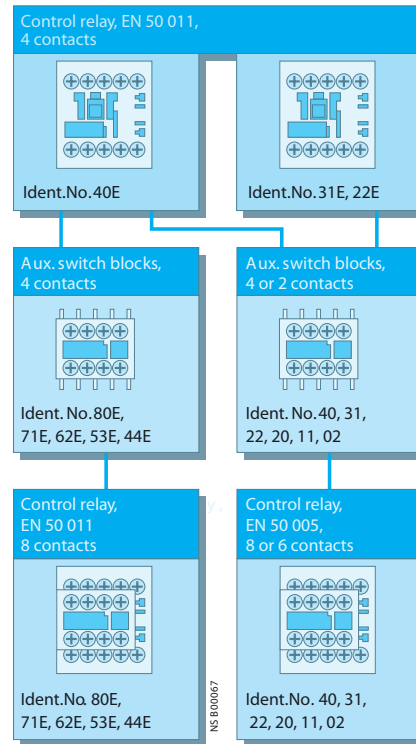 Control relay, EN 50 011,
4 contacts
Ident.No.40E
Ident.No.31E, 22E
Aux. switch blocks,
4 contacts
Ident. No.80E,
71E, 62E, 53E, 44E
Aux. switch blocks,
4 or 2 contacts
Ident. No.40, 31,
22, 20, 11, 02
Control relay,
EN 50 011
8 contacts
Ident.No. 80E,
71E, 62E, 53E, 44E
Control relay,
EN 50 005,
8 or 6 contacts
Ident.No. 40, 31,
22, 20, 11, 02
NS B00067